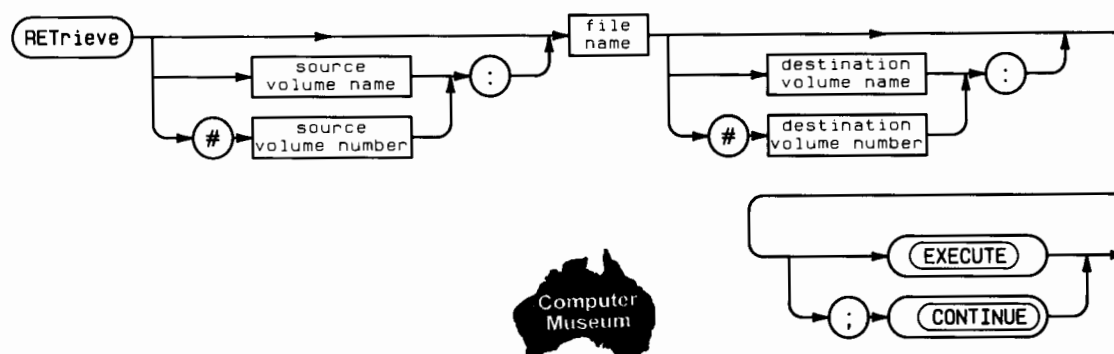 RETrieve
file
name
source
volume name
:
destination
volume name
:
#
source
volume number
#
destination
volume number
EXECUTE
;
CONTINUE
Computer
Museum